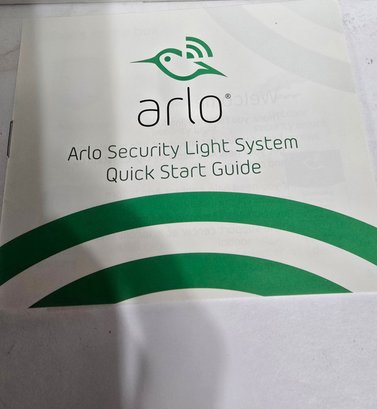 arlo®
Arlo Security Light System
Quick Start Guide